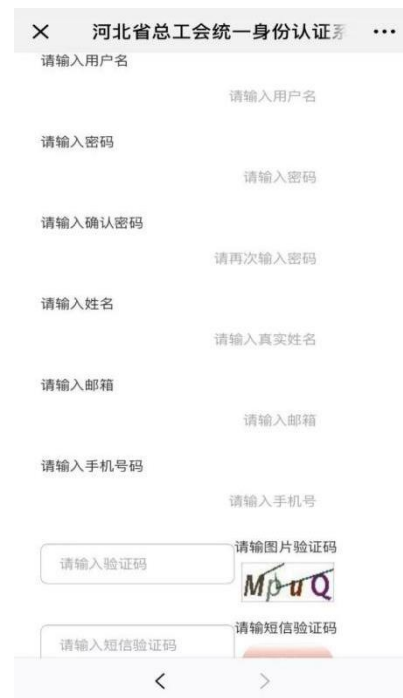 河北省总工会统一身份认证系
请输入用户名
请输入用户名
请输入密码
请输入密码
请输入确认密码
请再次输入密码
请输入姓名
请输入真实姓名
请输入邮箱
请输入邮箱
请输入手机号码
请输入手机号
请输图片验证码
请输入验证码
MpuQ
请输短信验证码
请输入短信验证码